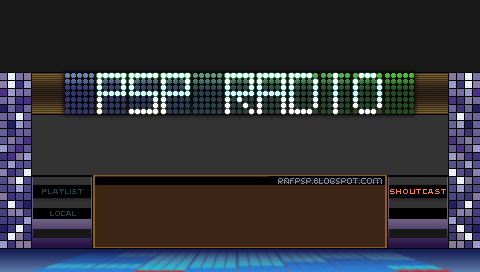 PSP RADIO
RAFPSP.BLOGSPOT.COM
PLAYLIST
SHOUTCAST
LOCAL